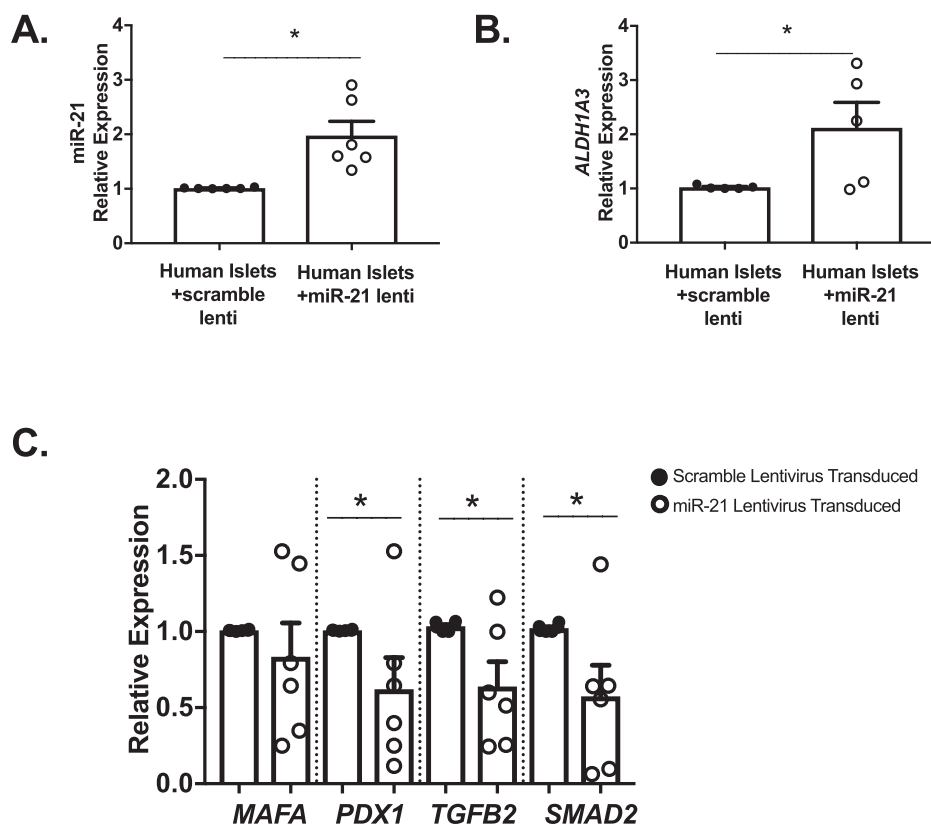 A.
miR-21
Relative Expression
4
3
2
1
0
*
Human Islets
+scramble
lenti
Human Islets
+miR-21 lenti
B.
ALDH1A3
Relative Expression
4
3
2
1
0
*
Human Islets
+scramble
lenti
Human Islets
+miR-21
lenti
C.
Relative Expression
2.0
1.5
1.0
0.5
0.0
*
*
*
MAFA
PDX1
TGFB2
SMAD2
Scramble Lentivirus Transduced
miR-21 Lentivirus Transduced